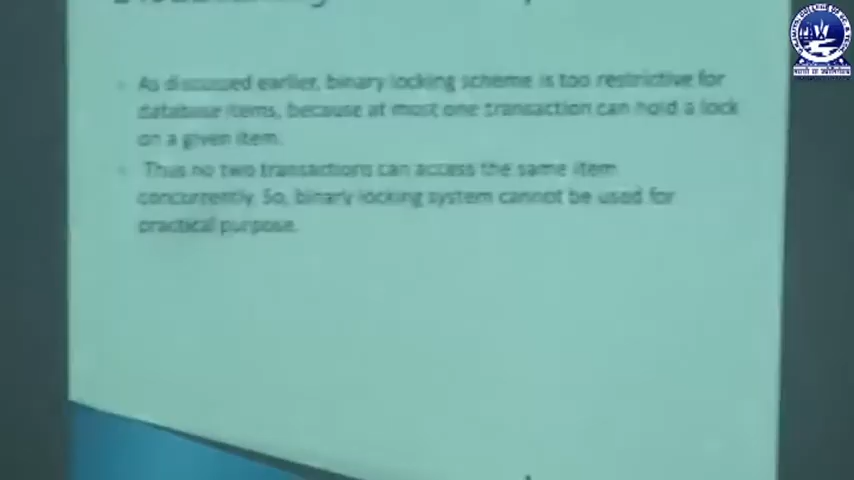 As discussed earlier, binary locking scheme is too restrictive for
database items, because at most one transaction can hold a lock
on a given item.
Thus no two transactions can access the same item
concurrently. So, binary locking system cannot be used for
practical purpose.